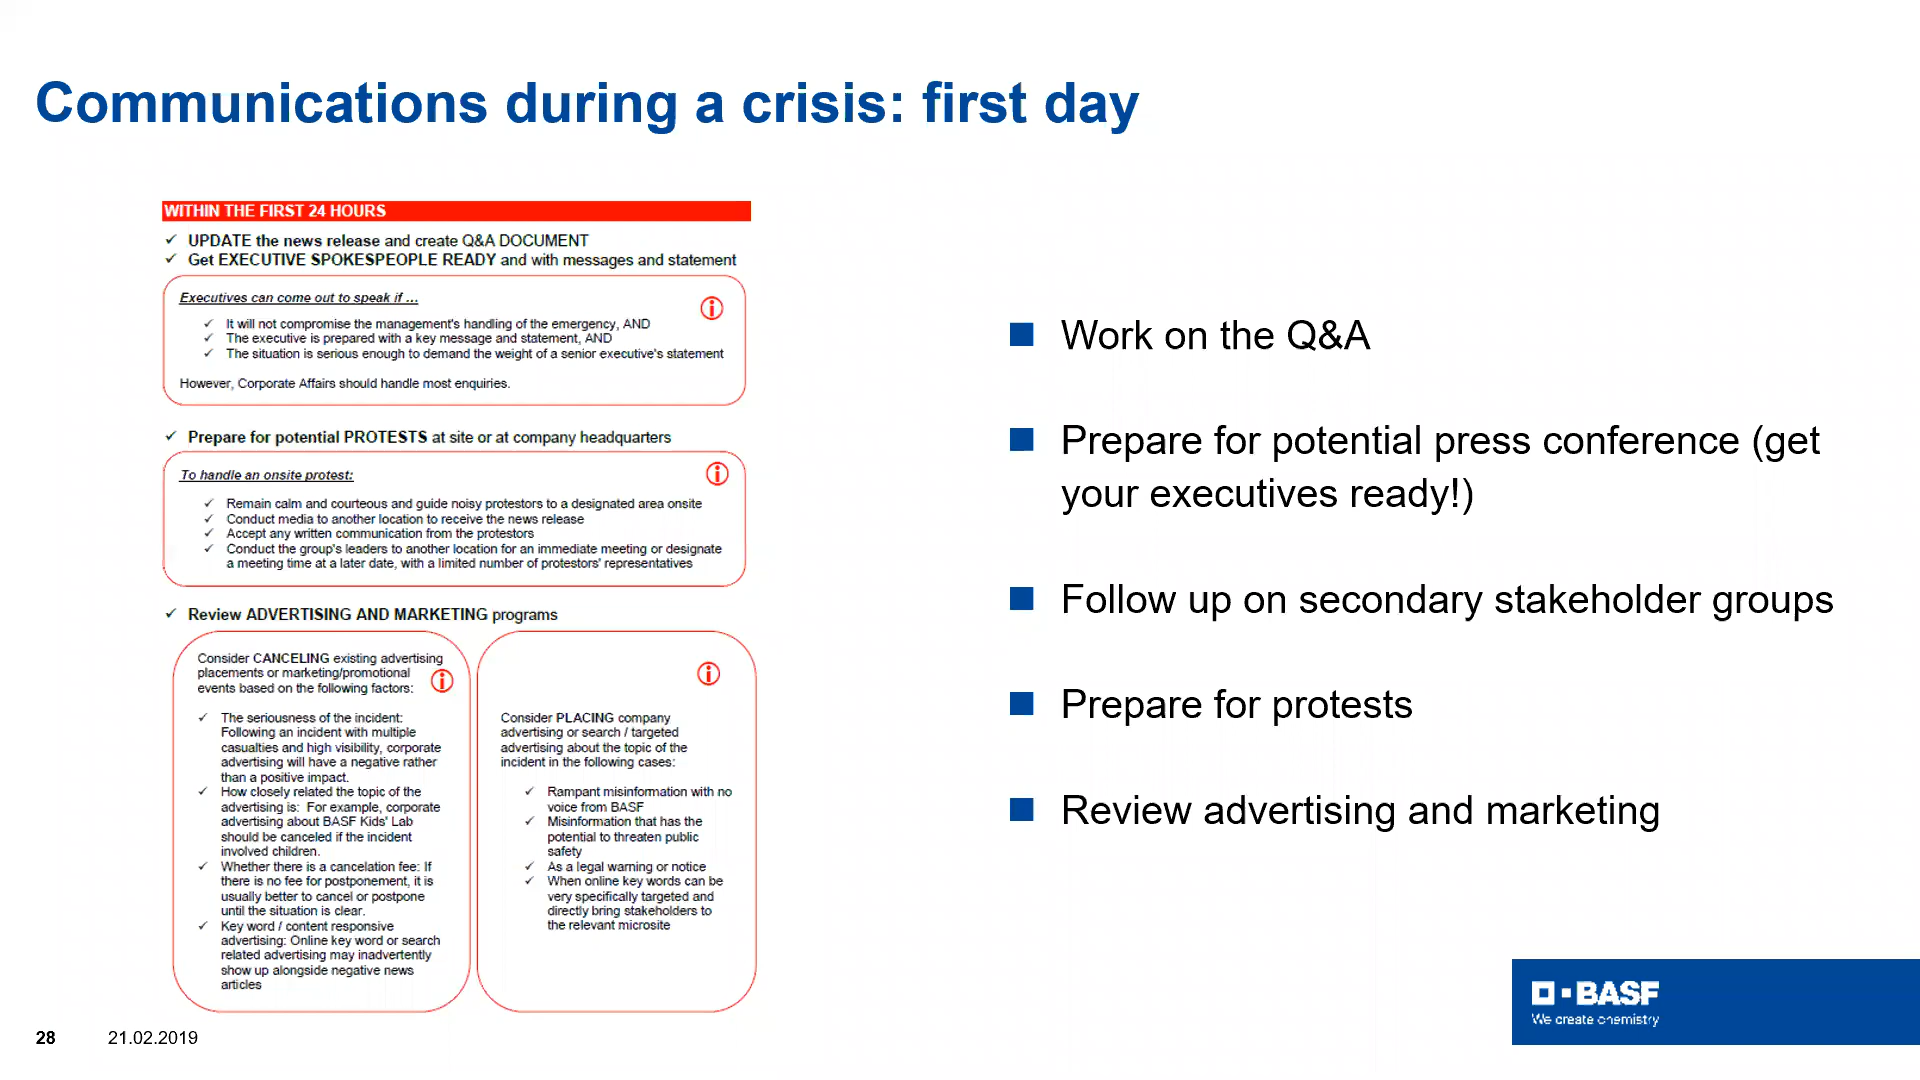 Communications during a crisis: first day
WITHIN THE FIRST 24 HOURS
✓ UPDATE the news release and create Q&A DOCUMENT
✓ Get EXECUTIVE SPOKESPEOPLE READY and with messages and statement
Executives can come out to speak if ...
✓ It will not compromise the management's handling of the emergency, AND
✓ The executive is prepared with a key message and statement, AND
✓ The situation is serious enough to demand the weight of a senior executive's statement
However, Corporate Affairs should handle most enquiries.
✓ Prepare for potential PROTESTS at site or at company headquarters
To handle an onsite protest:
✓ Remain calm and courteous and guide noisy protestors to a designated area onsite
✓ Conduct media to another location to receive the news release
✓ Accept any written communication from the protestors
✓ Conduct the group's leaders to another location for an immediate meeting or designate
a meeting time at a later date, with a limited number of protestors' representatives
✓ Review ADVERTISING AND MARKETING programs
Consider CANCELING existing advertising
placements or marketing/promotional
events based on the following factors:
✓ The seriousness of the incident:
Following an incident with multiple
casualties and high visibility, corporate
advertising will have a negative rather
than a positive impact.
✓ How closely related the topic of the
advertising is: For example, corporate
advertising about BASF Kids' Lab
should be canceled if the incident
involved children.
✓ Whether there is a cancelation fee: If
there is no fee for postponement, it is
usually better to cancel or postpone
until the situation is clear.
✓ Key word / content responsive
advertising: Online key word or search
related advertising may inadvertently
show up alongside negative news
articles
Consider PLACING company
advertising or search / targeted
advertising about the topic of the
incident in the following cases:
✓ Rampant misinformation with no
voice from BASF
✓ Misinformation that has the
potential to threaten public
safety
✓ As a legal warning or notice
✓ When online key words can be
very specifically targeted and
directly bring stakeholders to
the relevant microsite
■ Work on the Q&A
■ Prepare for potential press conference (get
your executives ready!)
■ Follow up on secondary stakeholder groups
■ Prepare for protests
■ Review advertising and marketing
BASF
We create chemistry
28 21.02.2019